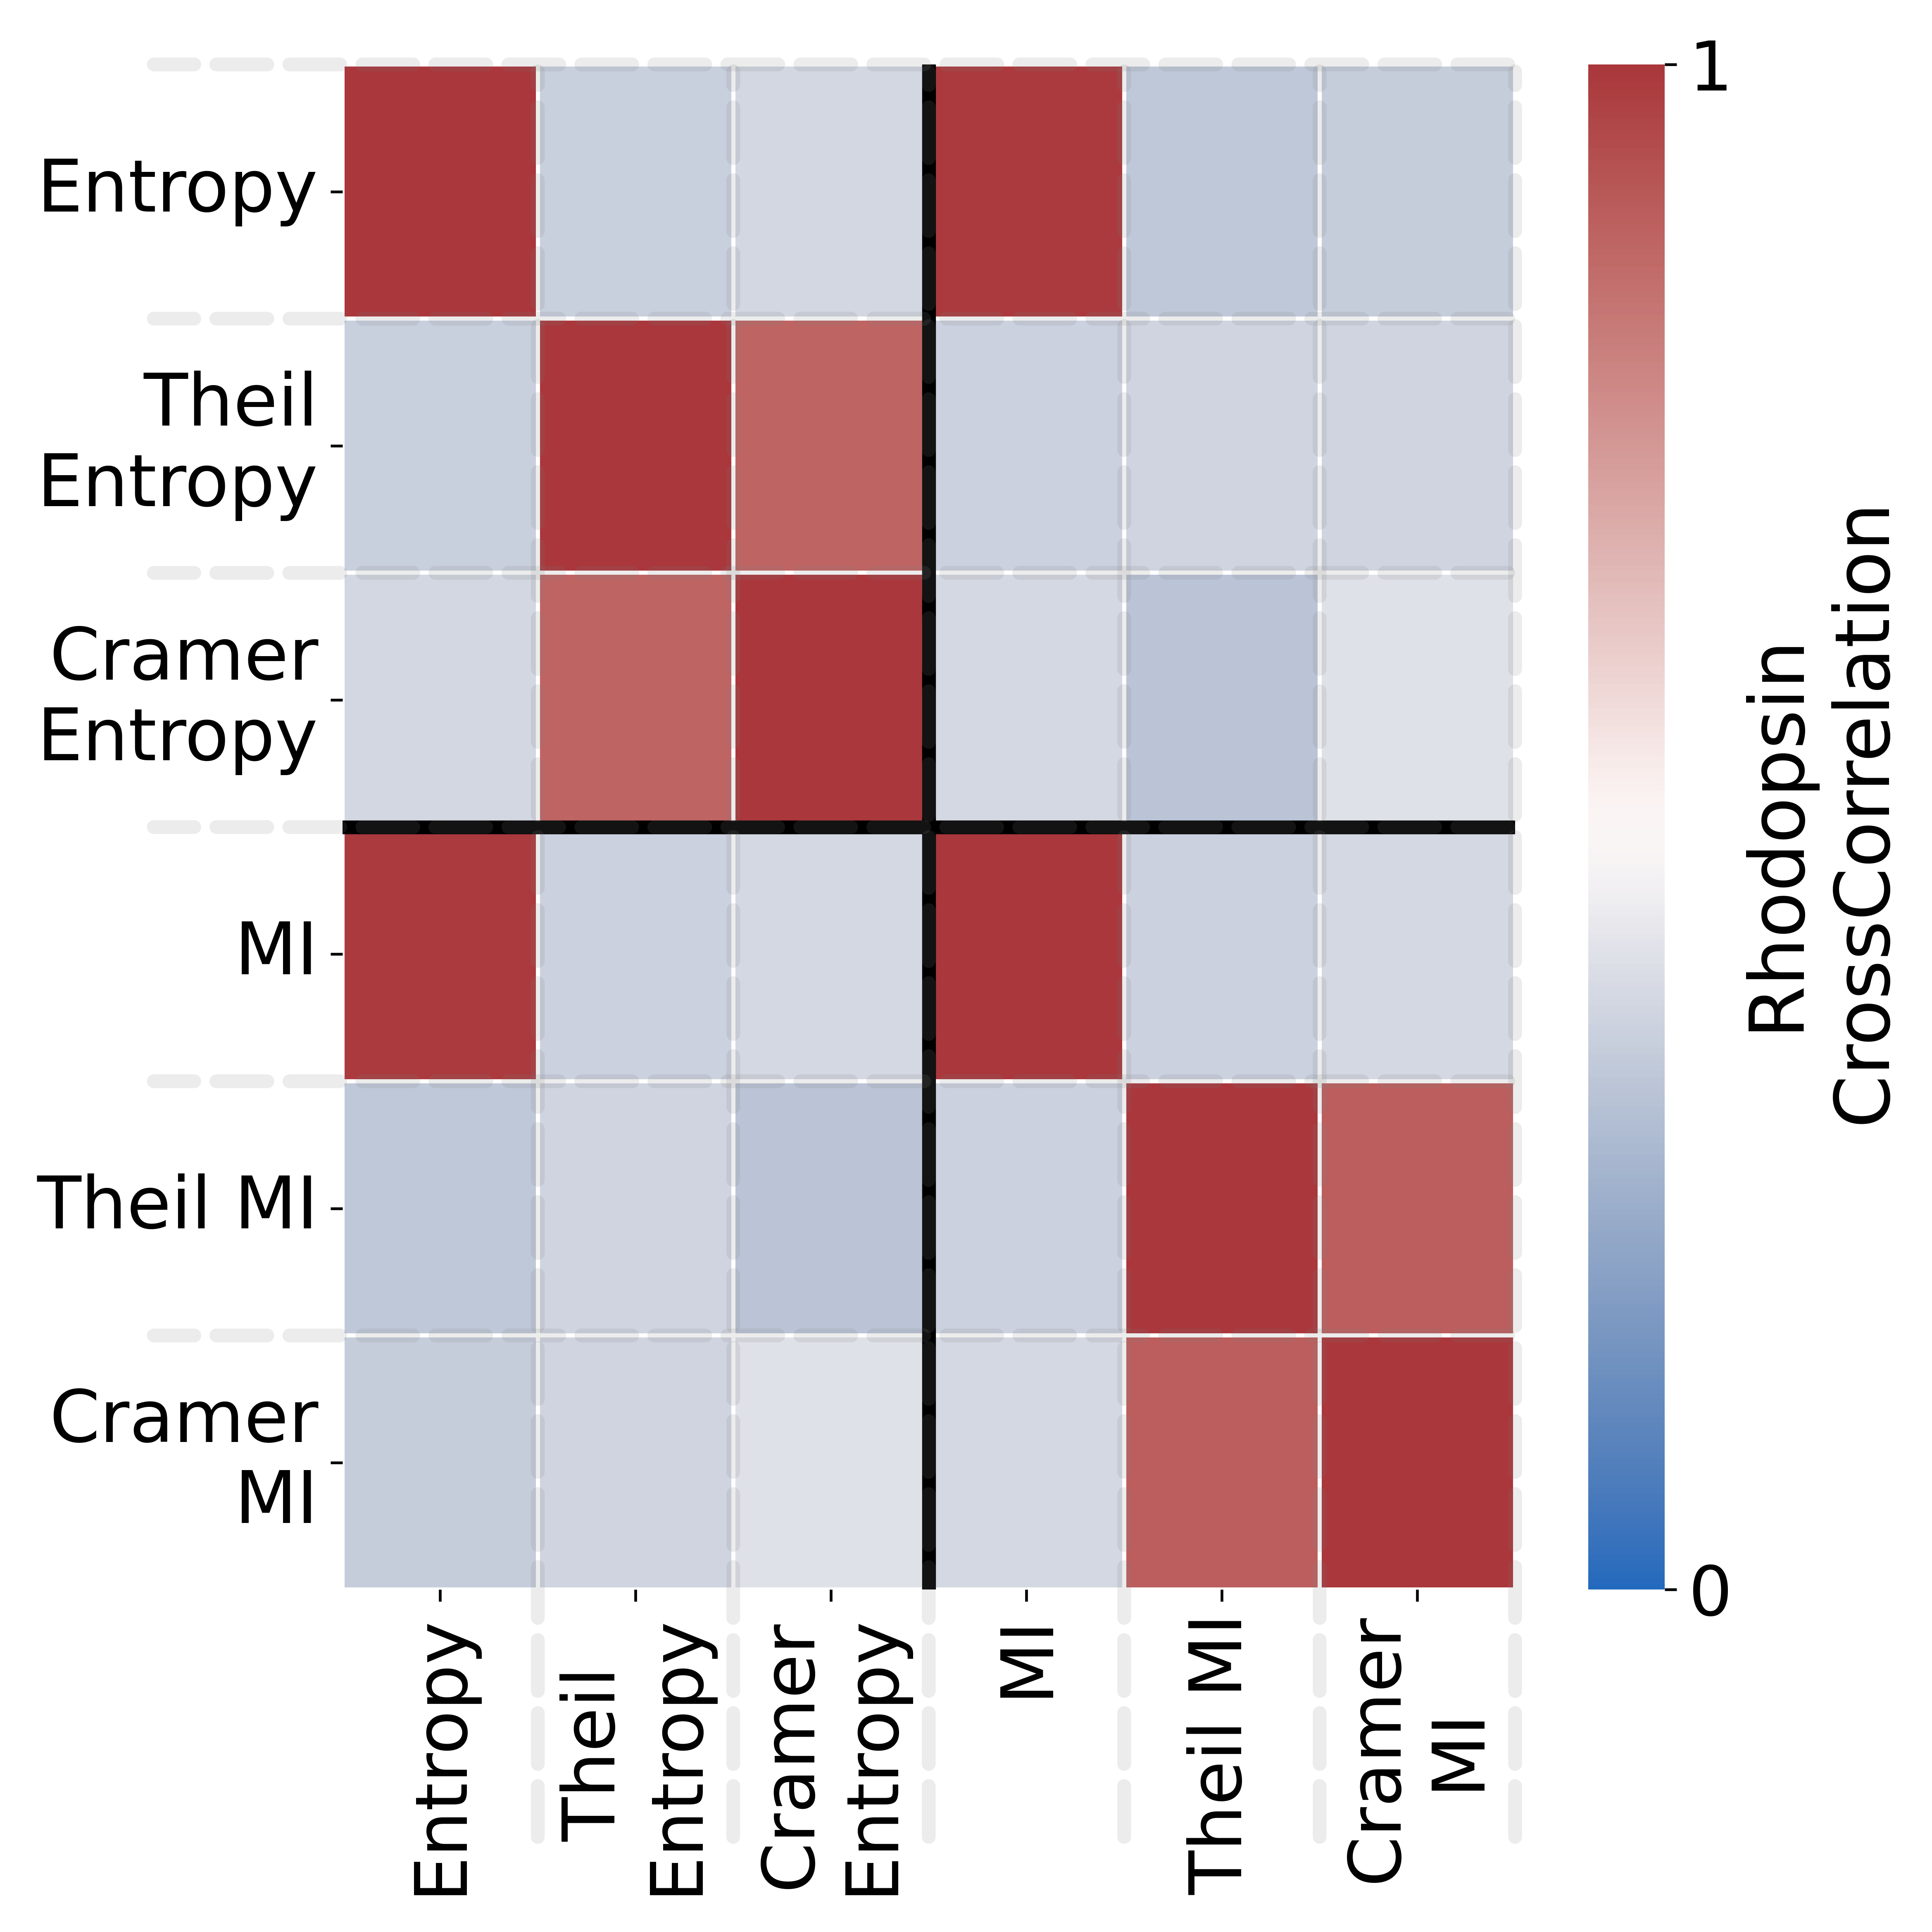 Entropy
Theil
Entropy
Cramer
Entropy
MI
Theil MI
Cramer
MI
Entropy
Theil
Entropy
Cramer
Entropy
MI
Theil MI
Cramer
MI
1
0
Rhodopsin
CrossCorrelation